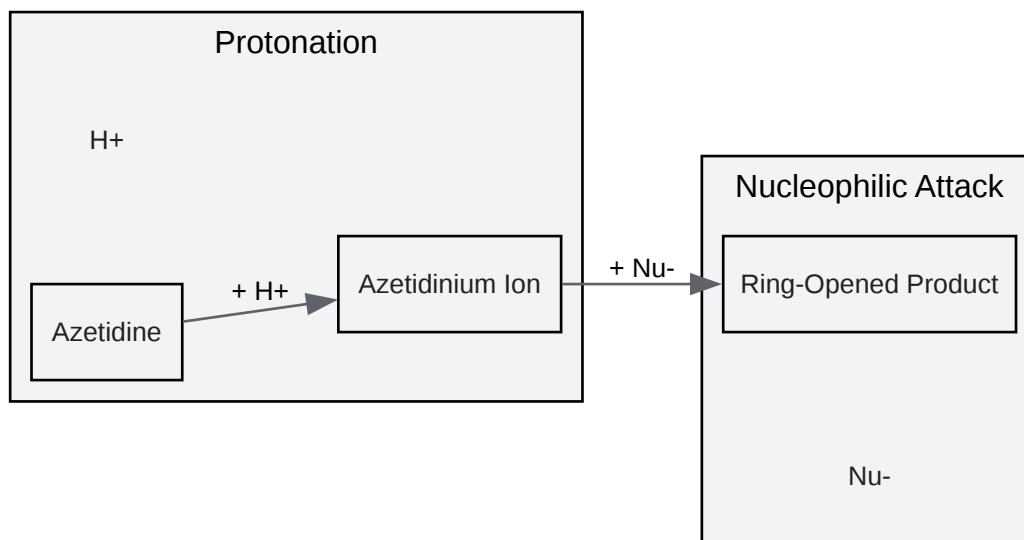 Protonation
H+
Azetidine
+ H+
Azetidinium Ion
+ Nu-
Nucleophilic Attack
Ring-Opened Product
Nu-